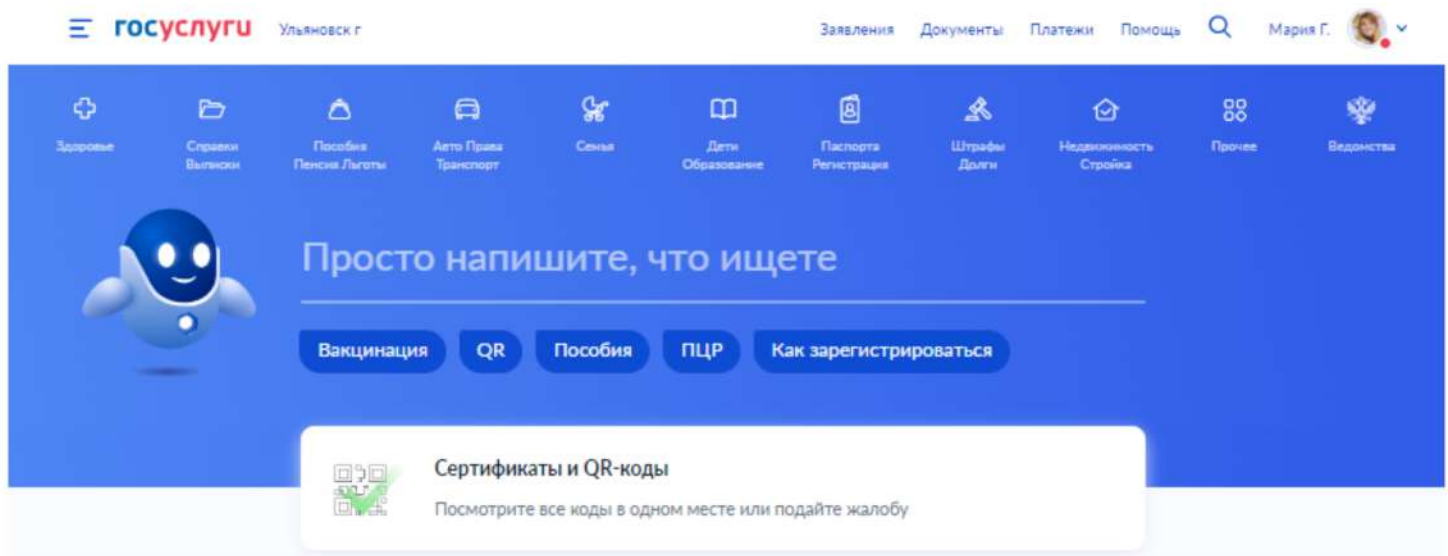 госуслуги Ульяновск г Заявления Документы Платежи Помощь Мария Г.
Здоровье Справки Пособия Авто Права Семья Дети Паспорта Штрафы Недвижимость Прочее Ведомства
Выписки Пенсия Льготы Транспорт Образование Регистрация Долги Стройка
Просто напишите, что ищете
Вакцинация QR Пособия ПЦР Как зарегистрироваться
Сертификаты и QR-коды
Посмотрите все коды в одном месте или подайте жалобу